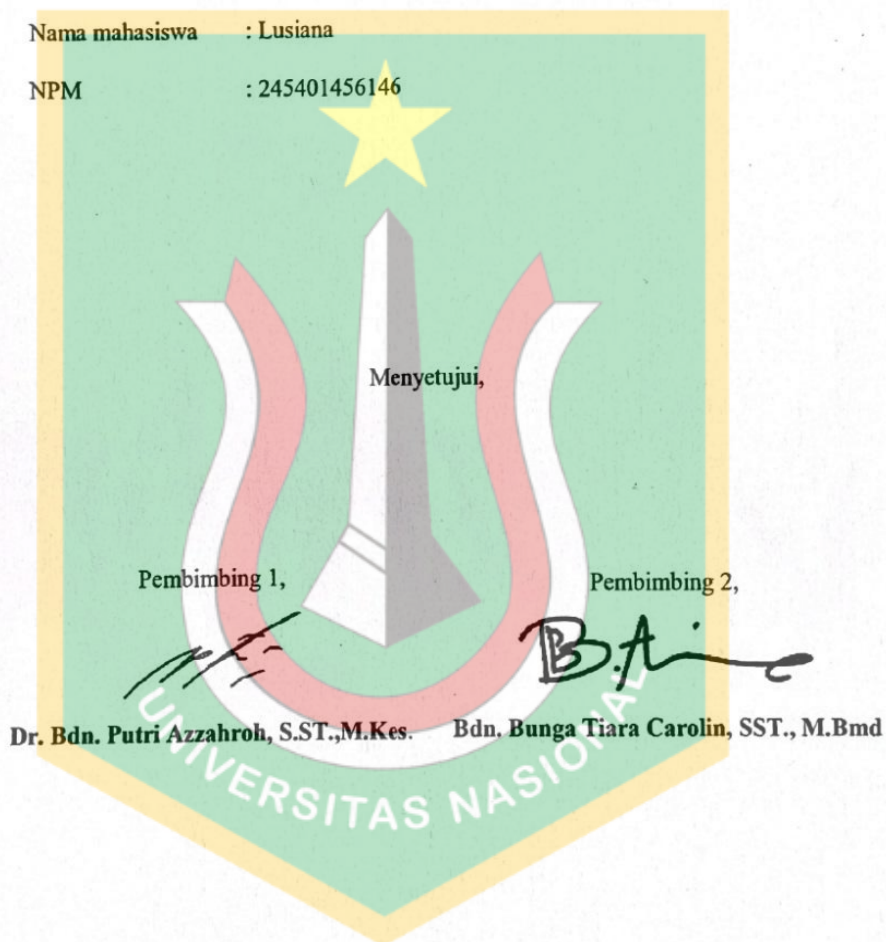 Nama mahasiswa : Lusiana
NPM : 245401456146
Menyetujui,
Pembimbing 1, Pembimbing 2,
Dr. Bdn. Putri Azzahroh, S.ST.,M.Kes. Bdn. Bunga Tiara Carolin, SST., M.Bmd
UNIVERSITAS NASIONAL